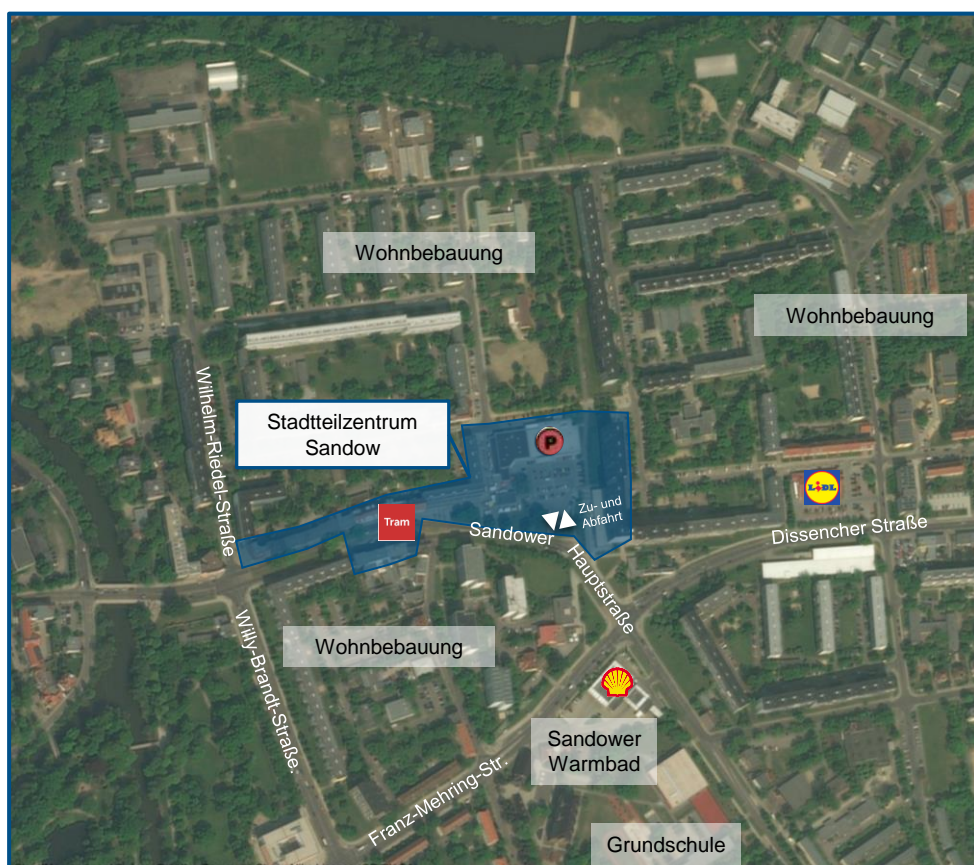 Wohnbebauung
Wohnbebauung
Wilhelm-Riedel-Straße
Stadtteilzentrum
Sandow
P
LiDL
Tram
Zu- und
Abfahrt
Sandower
Hauptstraße
Dissencher Straße
Willy-Brandt-Straße.
Wohnbebauung
Franz-Mehring-Str.
Sandower
Warmbad
Grundschule